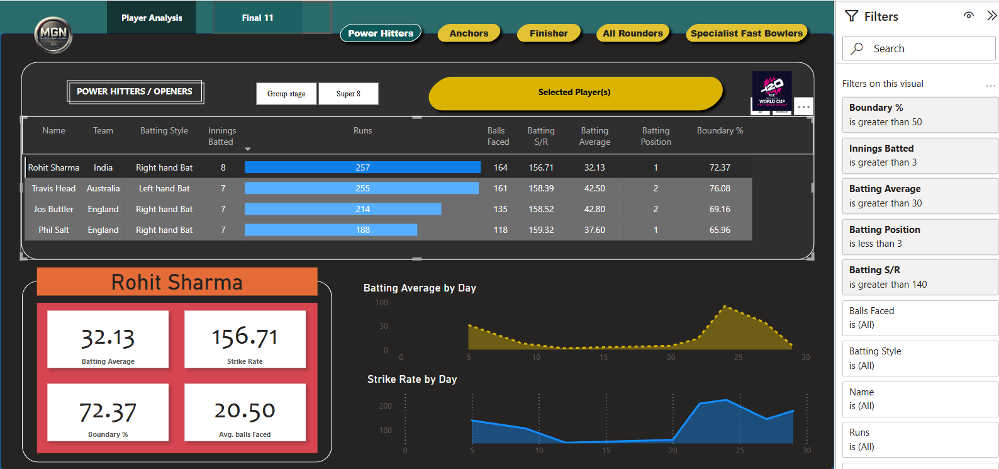 Player Analysis
Final 11
MGN
Power Hitters
Anchors
Finisher
All Rounders
Specialist Fast Bowlers
POWER HITTERS / OPENERS
Group stage
Super 8
Selected Player(s)
ICC
WORLD CUP
Name Team Batting Style Innings Batted Runs Balls Faced Batting S/R Batting Average Batting Position Boundary %
Rohit Sharma India Right hand Bat 8 257 164 156.71 32.13 1 72.37
Travis Head Australia Left hand Bat 7 255 161 158.39 42.50 2 76.08
Jos Buttler England Right hand Bat 7 214 135 158.52 42.80 2 69.16
Phil Salt England Right hand Bat 7 188 118 159.32 37.60 1 65.96
Rohit Sharma
32.13
Batting Average
156.71
Strike Rate
72.37
Boundary %
20.50
Avg. balls Faced
Batting Average by Day
100
50
0
0 5 10 15 20 25 30
Strike Rate by Day
200
100
0 5 10 15 20 25 30
Filters
Search
Filters on this visual
...
Boundary %
is greater than 50
Innings Batted
is greater than 3
Batting Average
is greater than 30
Batting Position
is less than 3
Batting S/R
is greater than 140
Balls Faced
is (All)
Batting Style
is (All)
Name
is (All)
Runs
is (All)